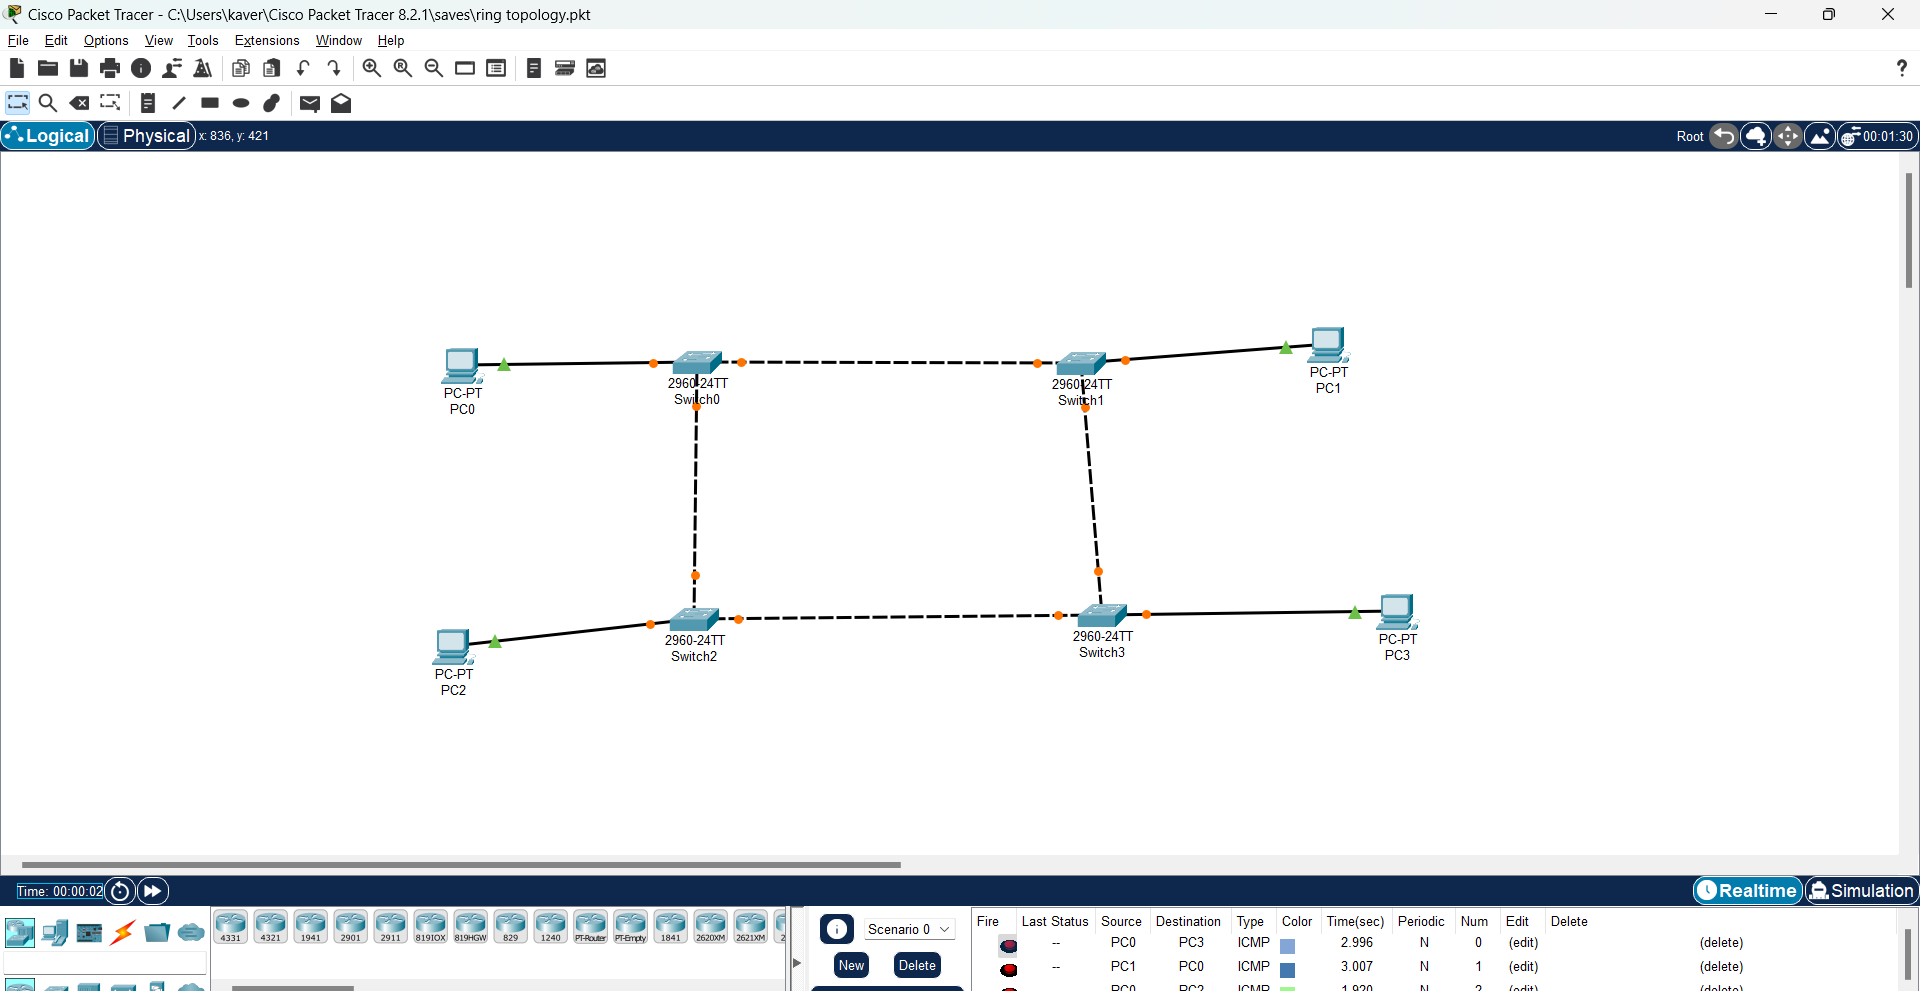 Cisco Packet Tracer - C:\Users\kaver\Cisco Packet Tracer 8.2.1\saves\ring topology.pkt
File Edit Options View Tools Extensions Window Help
?
Logical Physical x: 836, y: 421 Root 00:01:30
PC-PT
PC0
2960-24TT
Switch0
2960-24TT
Switch1
PC-PT
PC1
PC-PT
PC2
2960-24TT
Switch2
2960-24TT
Switch3
PC-PT
PC3
Time: 00:00:02 Realtime Simulation
4331 4321 1941 2901 2911 819IOX 819HGW 829 1240 PT-Router PT-Empty 1841 2620XM 2621XM
Scenario 0
New Delete
Fire Last Status Source Destination Type Color Time(sec) Periodic Num Edit Delete
-- PC0 PC3 ICMP 2.996 N 0 (edit) (delete)
-- PC1 PC0 ICMP 3.007 N 1 (edit) (delete)
PC0 PC2 ICMP 1.920 N 2 (edit) (delete)